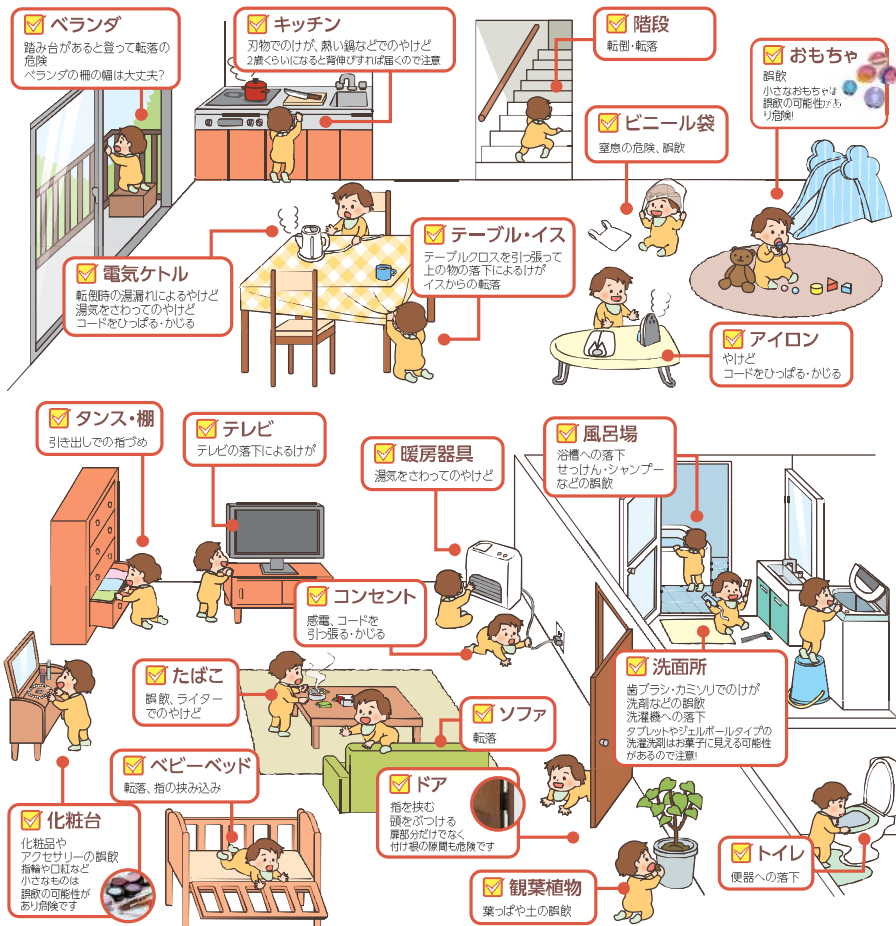 ベランダ
踏み台があると登って転落の
危険
ベランダの柵の幅は大丈夫?
キッチン
刃物でのけが、熱い鍋などでのやけど
2歳くらいになると背伸びすれば届くので注意
階段
転倒・転落
おもちゃ
誤飲
小さなおもちゃは
誤飲の可能性があ
り危険!
ビニール袋
窒息の危険、誤飲
電気ケトル
転倒時の湯漏れによるやけど
湯気をさわってのやけど
コードをひっぱる・かじる
テーブル・イス
テーブルクロスを引っ張って
上の物の落下によるけが
イスからの転落
アイロン
やけど
コードをひっぱる・かじる
タンス・棚
引き出しでの指づめ
テレビ
テレビの落下によるけが
暖房器具
湯気をさわってのやけど
風呂場
浴槽への落下
せっけん・シャンプー
などの誤飲
コンセント
感電、コードを
引っ張る・かじる
たばこ
誤飲、ライター
でのやけど
ソファ
転落
洗面所
歯ブラシ・カミソリでのけが
洗剤などの誤飲
洗濯機への落下
タブレットやジェルボールタイプの
洗濯洗剤はお菓子に見える可能性
があるので注意!
ベビーベッド
転落、指の挟み込み
ドア
指を挟む
頭をぶつける
扉部分だけでなく
付け根の隙間も危険です
化粧台
化粧品や
アクセサリーの誤飲
指輪や口紅など
小さなものは
誤飲の可能性が
あり危険です
観葉植物
葉っぱや土の誤飲
トイレ
便器への落下